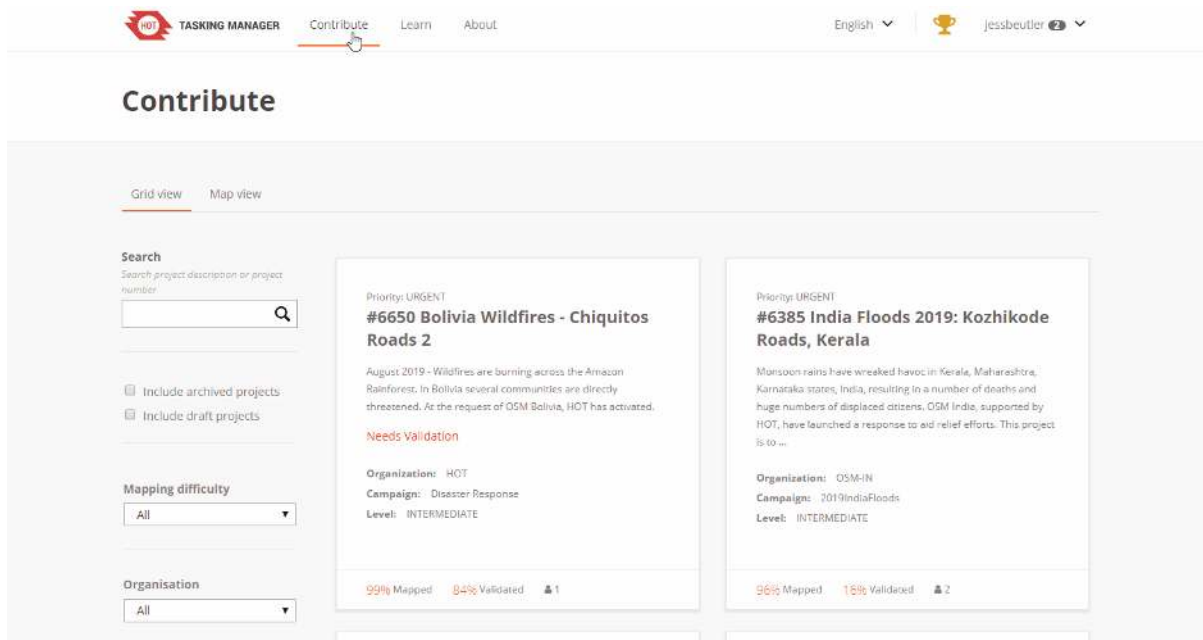 HOT TASKING MANAGER Contribute Learn About English jessbeutler 2
Contribute
Grid view Map view
Search
Search project description or project
number
Include archived projects
Include draft projects
Mapping difficulty
All
Organisation
All
Priority: URGENT
#6650 Bolivia Wildfires - Chiquitos
Roads 2
August 2019 - Wildfires are burning across the Amazon
Rainforest. In Bolivia several communities are directly
threatened. At the request of OSM Bolivia, HOT has activated.
Needs Validation
Organization: HOT
Campaign: Disaster Response
Level: INTERMEDIATE
99% Mapped 84% Validated 1
Priority: URGENT
#6385 India Floods 2019: Kozhikode
Roads, Kerala
Monsoon rains have wreaked havoc in Kerala, Maharashtra,
Karnataka states, India, resulting in a number of deaths and
huge numbers of displaced citizens. OSM India, supported by
HOT, have launched a response to aid relief efforts. This project
is to ...
Organization: OSM-IN
Campaign: 2019IndiaFloods
Level: INTERMEDIATE
96% Mapped 16% Validated 2